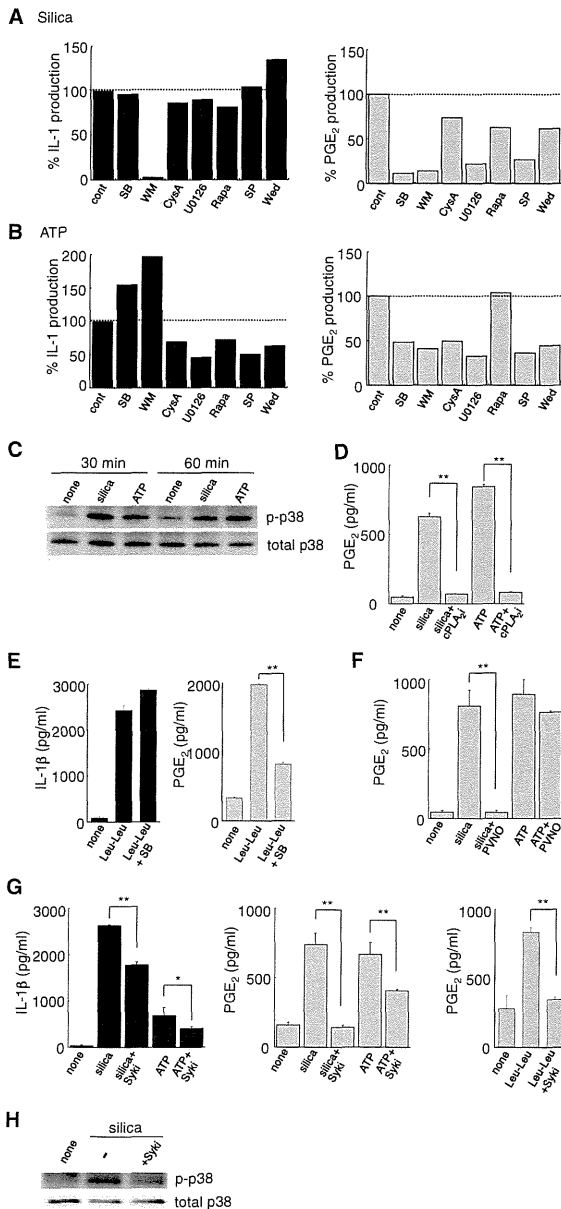 A Silica
% IL-1 production
150
100
50
0
cont SB WM CysA U0126 Rapa SP Wed
% PGE2 production
150
100
50
0
cont SB WM CysA U0126 Rapa SP Wed
B ATP
% IL-1 production
200
150
100
50
0
cont SB WM CysA U0126 Rapa SP Wed
% PGE2 production
150
100
50
0
cont SB WM CysA U0126 Rapa SP Wed
C
30 min 60 min
none silica ATP none silica ATP
p-p38
total p38
D
PGE2 (pg/ml)
1000
500
0
** **
none silica silica+ cPLA2i ATP ATP+ cPLA2i
E
IL-1β (pg/ml)
3000
2000
1000
0
none Leu-Leu Leu-Leu + SB
PGE2 (pg/ml)
2000
1000
0
**
none Leu-Leu Leu-Leu + SB
F
PGE2 (pg/ml)
1000
500
0
**
none silica silica+ PVNO ATP ATP+ PVNO
G
IL-1β (pg/ml)
3000
2000
1000
0
** *
none silica silica+ Syki ATP ATP+ Syki
PGE2 (pg/ml)
1000
500
0
** **
none silica silica+ Syki ATP ATP+ Syki
PGE2 (pg/ml)
1000
500
0
**
none Leu-Leu Leu-Leu +Syki
H
silica
none - +Syki
p-p38
total p38